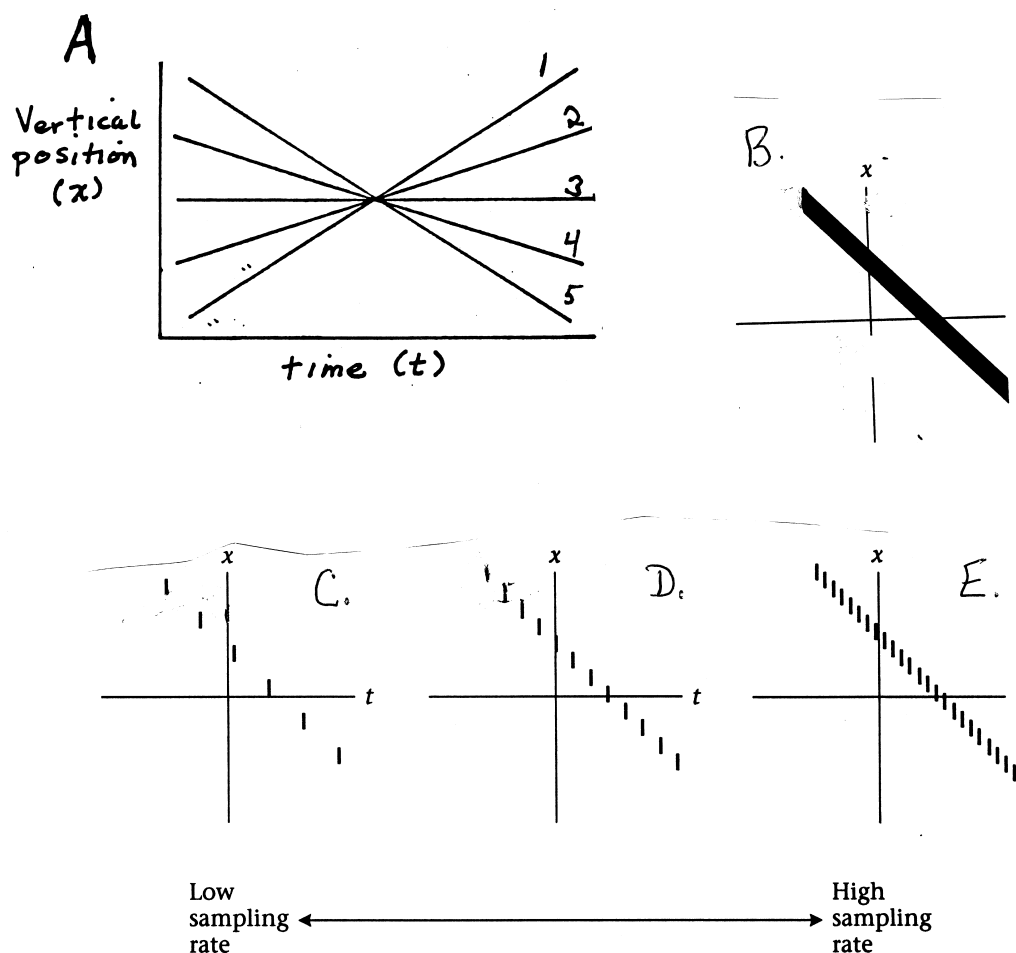 A
Vertical
position
(x)
1
2
3
4
5
time (t)
B.
x
x
C.
t
x
D.
t
x
E.
Low
sampling
rate
High
sampling
rate